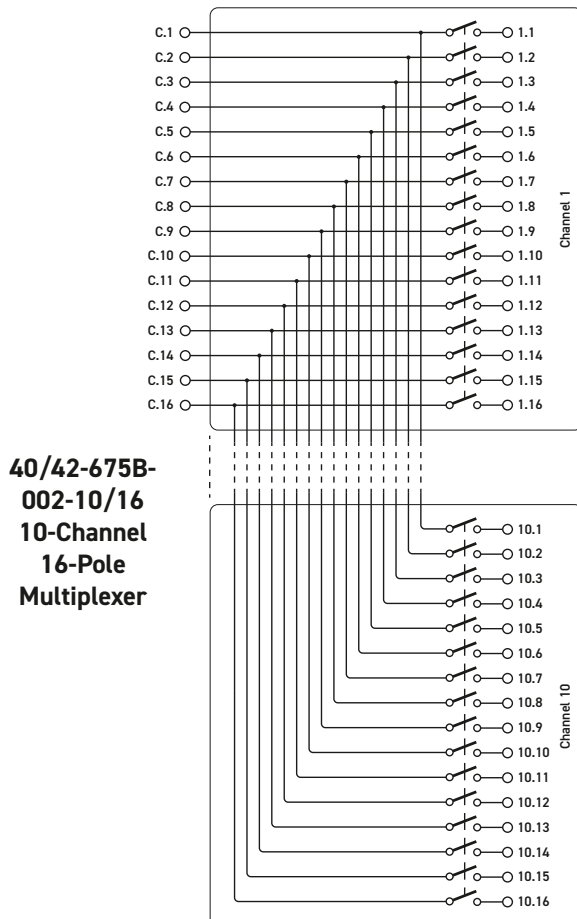 C.1 1.1
C.2 1.2
C.3 1.3
C.4 1.4
C.5 1.5
C.6 1.6
C.7 1.7
C.8 1.8
C.9 1.9
C.10 1.10
C.11 1.11
C.12 1.12
C.13 1.13
C.14 1.14
C.15 1.15
C.16 1.16
Channel 1
40/42-675B-
002-10/16
10-Channel
16-Pole
Multiplexer
10.1
10.2
10.3
10.4
10.5
10.6
10.7
10.8
10.9
10.10
10.11
10.12
10.13
10.14
10.15
10.16
Channel 10